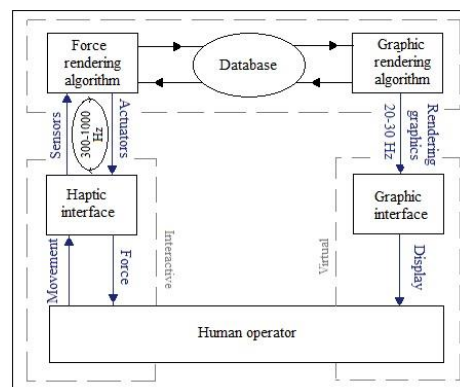 Force
rendering
algorithm
Database
Graphic
rendering
algorithm
Sensors
300-1000
Hz
Actuators
20-30 Hz
Rendering
graphics
Haptic
interface
Graphic interface
Movement
Force
Interactive
Virtual
Display
Human operator